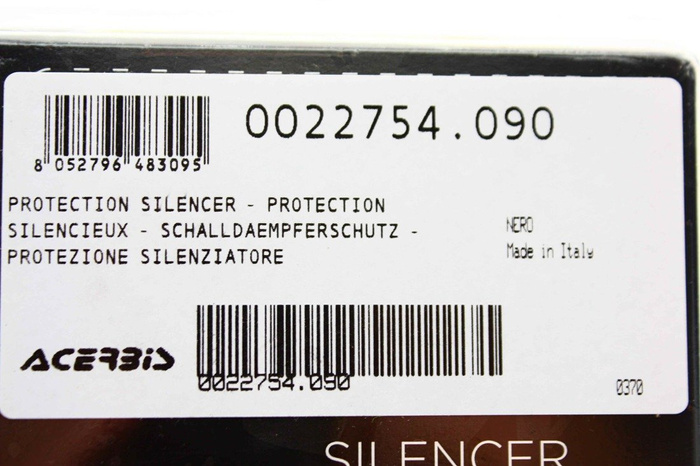 0022754.090
8 052796 483095
PROTECTION SILENCER - PROTECTION
SILENCIEUX - SCHALLDAEMPFERSCHUTZ -
PROTEZIONE SILENZIATORE
NERO
Made in Italy
ACERBIS
0022754.090
0370
SILENCER